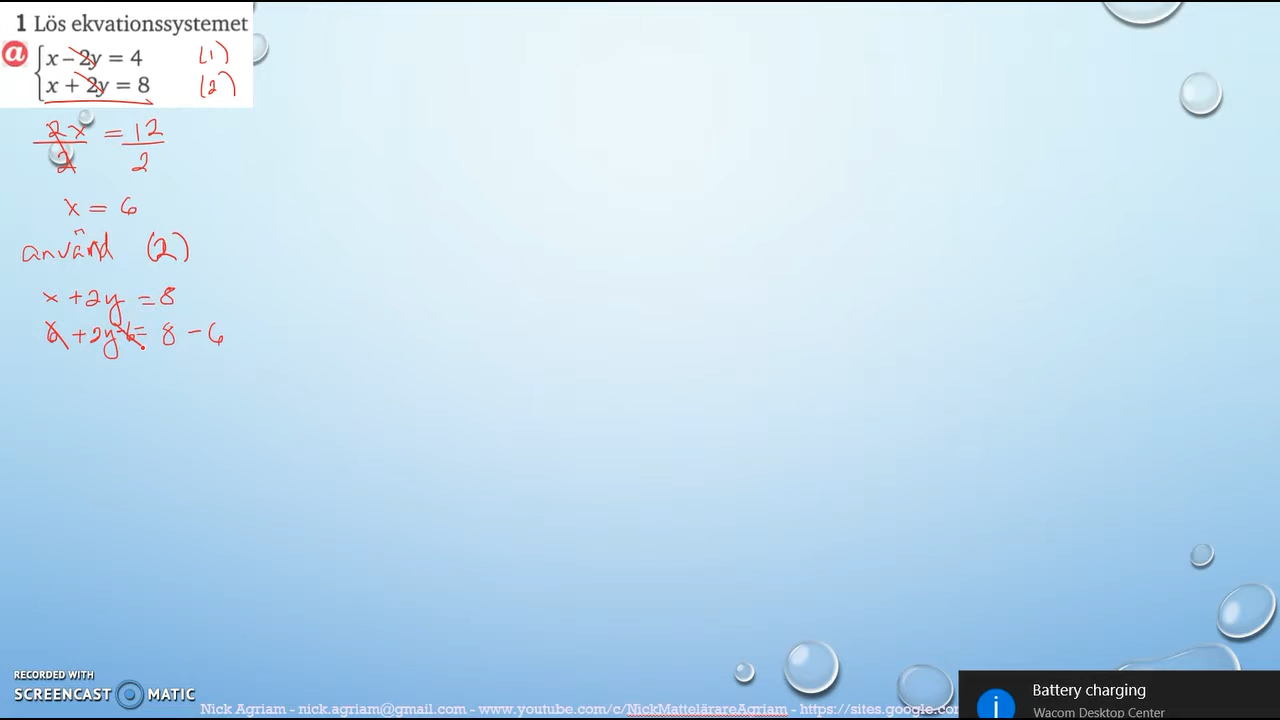 1 Lös ekvationssystemet
a x − 2y = 4 (1)
x + 2y = 8 (2)
2x = 12
2 2
x = 6
använd (2)
x + 2y = 8
6 + 2y - 6 = 8 - 6
RECORDED WITH
SCREENCAST MATIC
Nick Agriam - nick.agriam@gmail.com - www.youtube.com/c/NickMattelärareAgriam - https://sites.google.com
Battery charging
Wacom Desktop Center